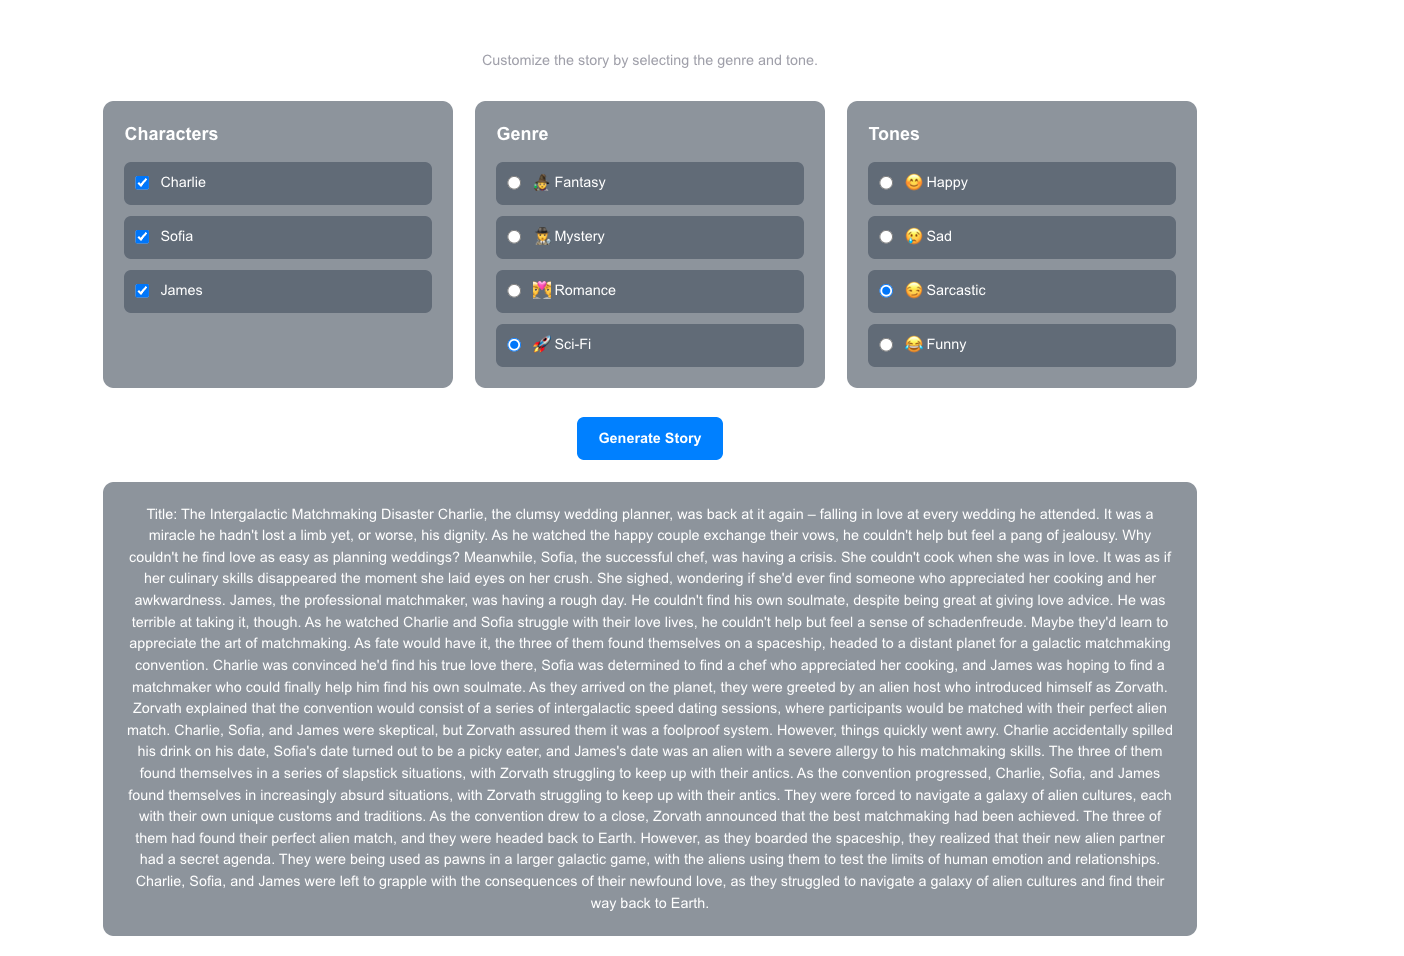 Customize the story by selecting the genre and tone.
Characters
Charlie
Sofia
James
Genre
Fantasy
Mystery
Romance
Sci-Fi
Tones
Happy
Sad
Sarcastic
Funny
Generate Story
Title: The Intergalactic Matchmaking Disaster Charlie, the clumsy wedding planner, was back at it again – falling in love at every wedding he attended. It was a
miracle he hadn't lost a limb yet, or worse, his dignity. As he watched the happy couple exchange their vows, he couldn't help but feel a pang of jealousy. Why
couldn't he find love as easy as planning weddings? Meanwhile, Sofia, the successful chef, was having a crisis. She couldn't cook when she was in love. It was as if
her culinary skills disappeared the moment she laid eyes on her crush. She sighed, wondering if she'd ever find someone who appreciated her cooking and her
awkwardness. James, the professional matchmaker, was having a rough day. He couldn't find his own soulmate, despite being great at giving love advice. He was
terrible at taking it, though. As he watched Charlie and Sofia struggle with their love lives, he couldn't help but feel a sense of schadenfreude. Maybe they'd learn to
appreciate the art of matchmaking. As fate would have it, the three of them found themselves on a spaceship, headed to a distant planet for a galactic matchmaking
convention. Charlie was convinced he'd find his true love there, Sofia was determined to find a chef who appreciated her cooking, and James was hoping to find a
matchmaker who could finally help him find his own soulmate. As they arrived on the planet, they were greeted by an alien host who introduced himself as Zorvath.
Zorvath explained that the convention would consist of a series of intergalactic speed dating sessions, where participants would be matched with their perfect alien
match. Charlie, Sofia, and James were skeptical, but Zorvath assured them it was a foolproof system. However, things quickly went awry. Charlie accidentally spilled
his drink on his date, Sofia's date turned out to be a picky eater, and James's date was an alien with a severe allergy to his matchmaking skills. The three of them
found themselves in a series of slapstick situations, with Zorvath struggling to keep up with their antics. As the convention progressed, Charlie, Sofia, and James
found themselves in increasingly absurd situations, with Zorvath struggling to keep up with their antics. They were forced to navigate a galaxy of alien cultures, each
with their own unique customs and traditions. As the convention drew to a close, Zorvath announced that the best matchmaking had been achieved. The three of
them had found their perfect alien match, and they were headed back to Earth. However, as they boarded the spaceship, they realized that their new alien partner
had a secret agenda. They were being used as pawns in a larger galactic game, with the aliens using them to test the limits of human emotion and relationships.
Charlie, Sofia, and James were left to grapple with the consequences of their newfound love, as they struggled to navigate a galaxy of alien cultures and find their
way back to Earth.